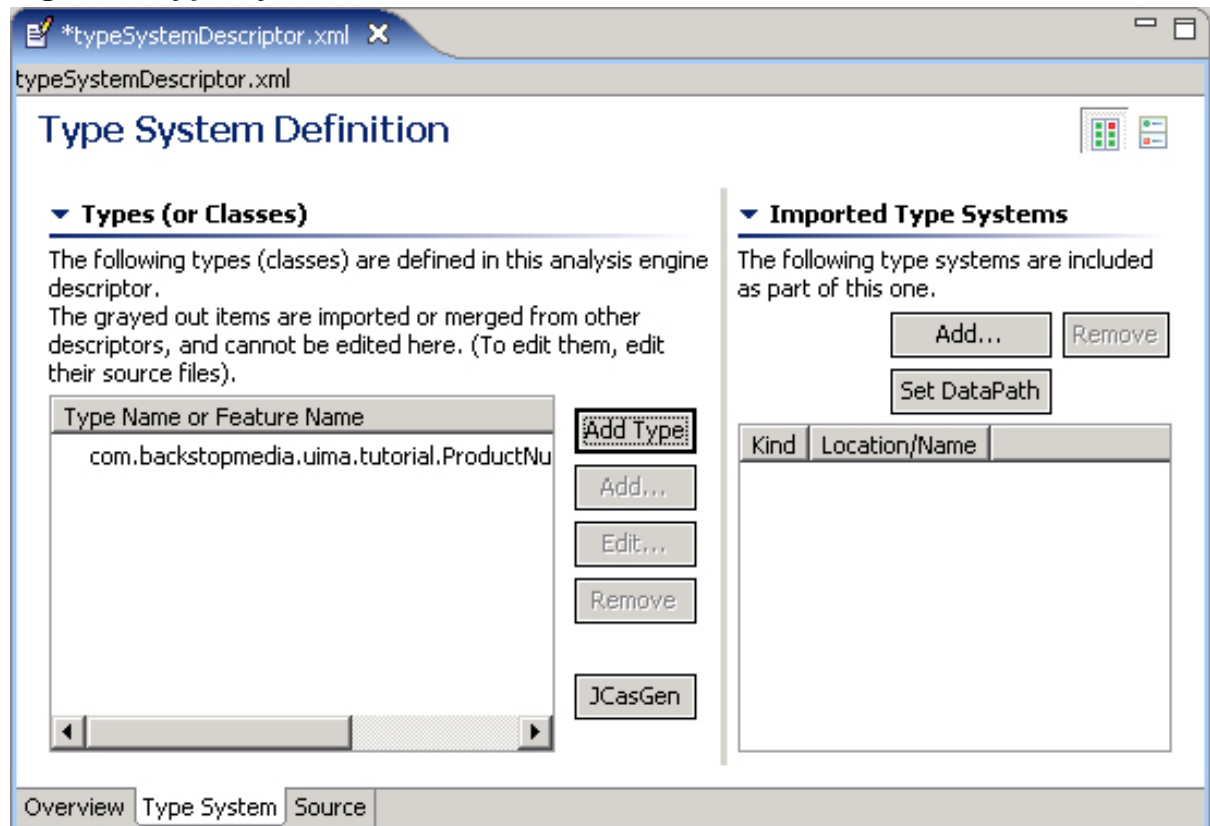 *typeSystemDescriptor.xml
typeSystemDescriptor.xml
Type System Definition
Types (or Classes)
The following types (classes) are defined in this analysis engine
descriptor.
The grayed out items are imported or merged from other
descriptors, and cannot be edited here. (To edit them, edit
their source files).
Type Name or Feature Name
com.backstopmedia.uima.tutorial.ProductNu
Add Type
Add...
Edit...
Remove
JCasGen
Imported Type Systems
The following type systems are included
as part of this one.
Add... Remove
Set DataPath
Kind Location/Name
Overview Type System Source